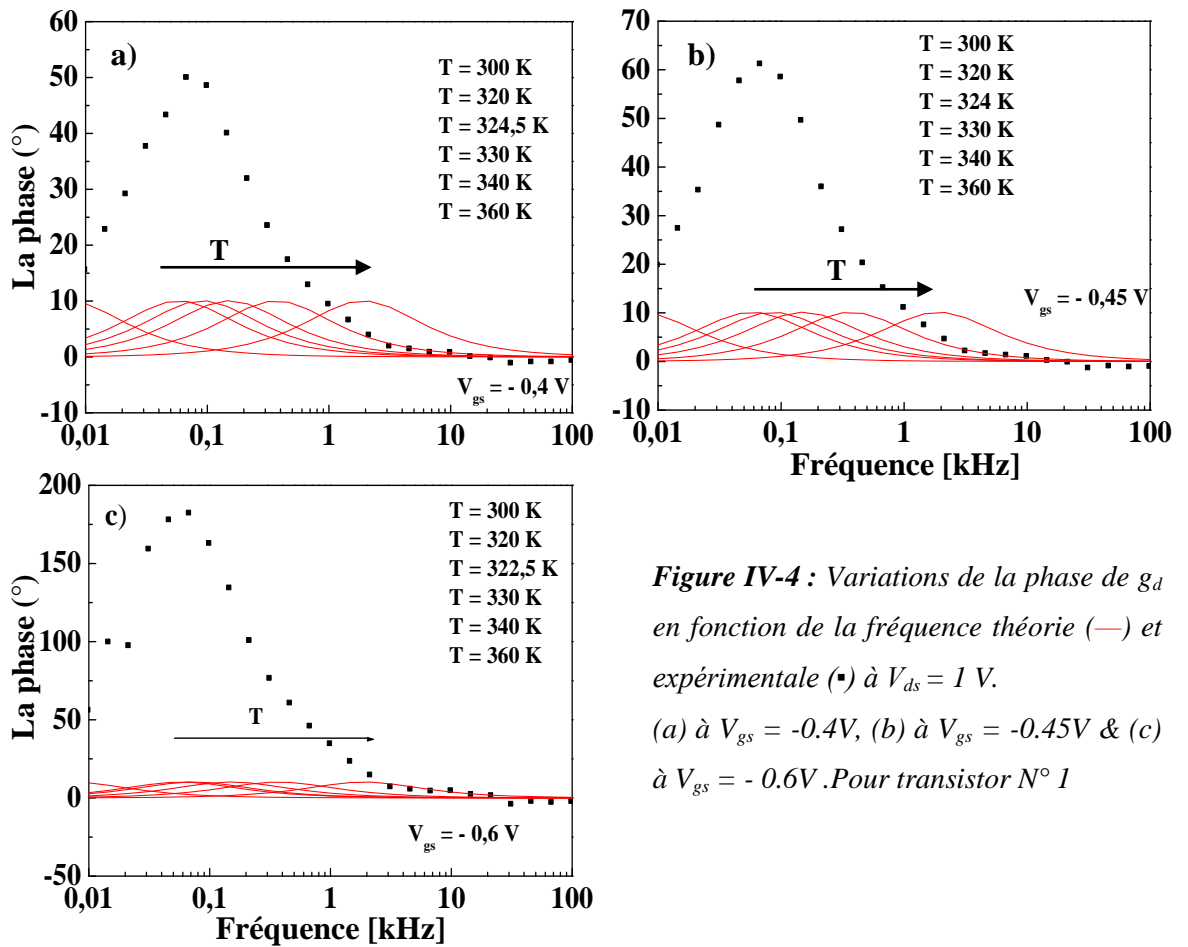 a)
60
50
40
30
20
10
0
-10
La phase (°)
T = 300 K
T = 320 K
T = 324,5 K
T = 330 K
T = 340 K
T = 360 K
T
V_gs = - 0,4 V
0,01 0,1 1 10 100
b)
70
60
50
40
30
20
10
0
-10
T = 300 K
T = 320 K
T = 324 K
T = 330 K
T = 340 K
T = 360 K
T
V_gs = - 0,45 V
0,01 0,1 1 10 100
Fréquence [kHz]
c)
200
150
100
50
0
-50
La phase (°)
T = 300 K
T = 320 K
T = 322,5 K
T = 330 K
T = 340 K
T = 360 K
T
V_gs = - 0,6 V
0,01 0,1 1 10 100
Fréquence [kHz]
Figure IV-4 : Variations de la phase de g_d
en fonction de la fréquence théorie (—) et
expérimentale (▪) à V_ds = 1 V.
(a) à V_gs = -0.4V, (b) à V_gs = -0.45V & (c)
à V_gs = - 0.6V .Pour transistor N° 1